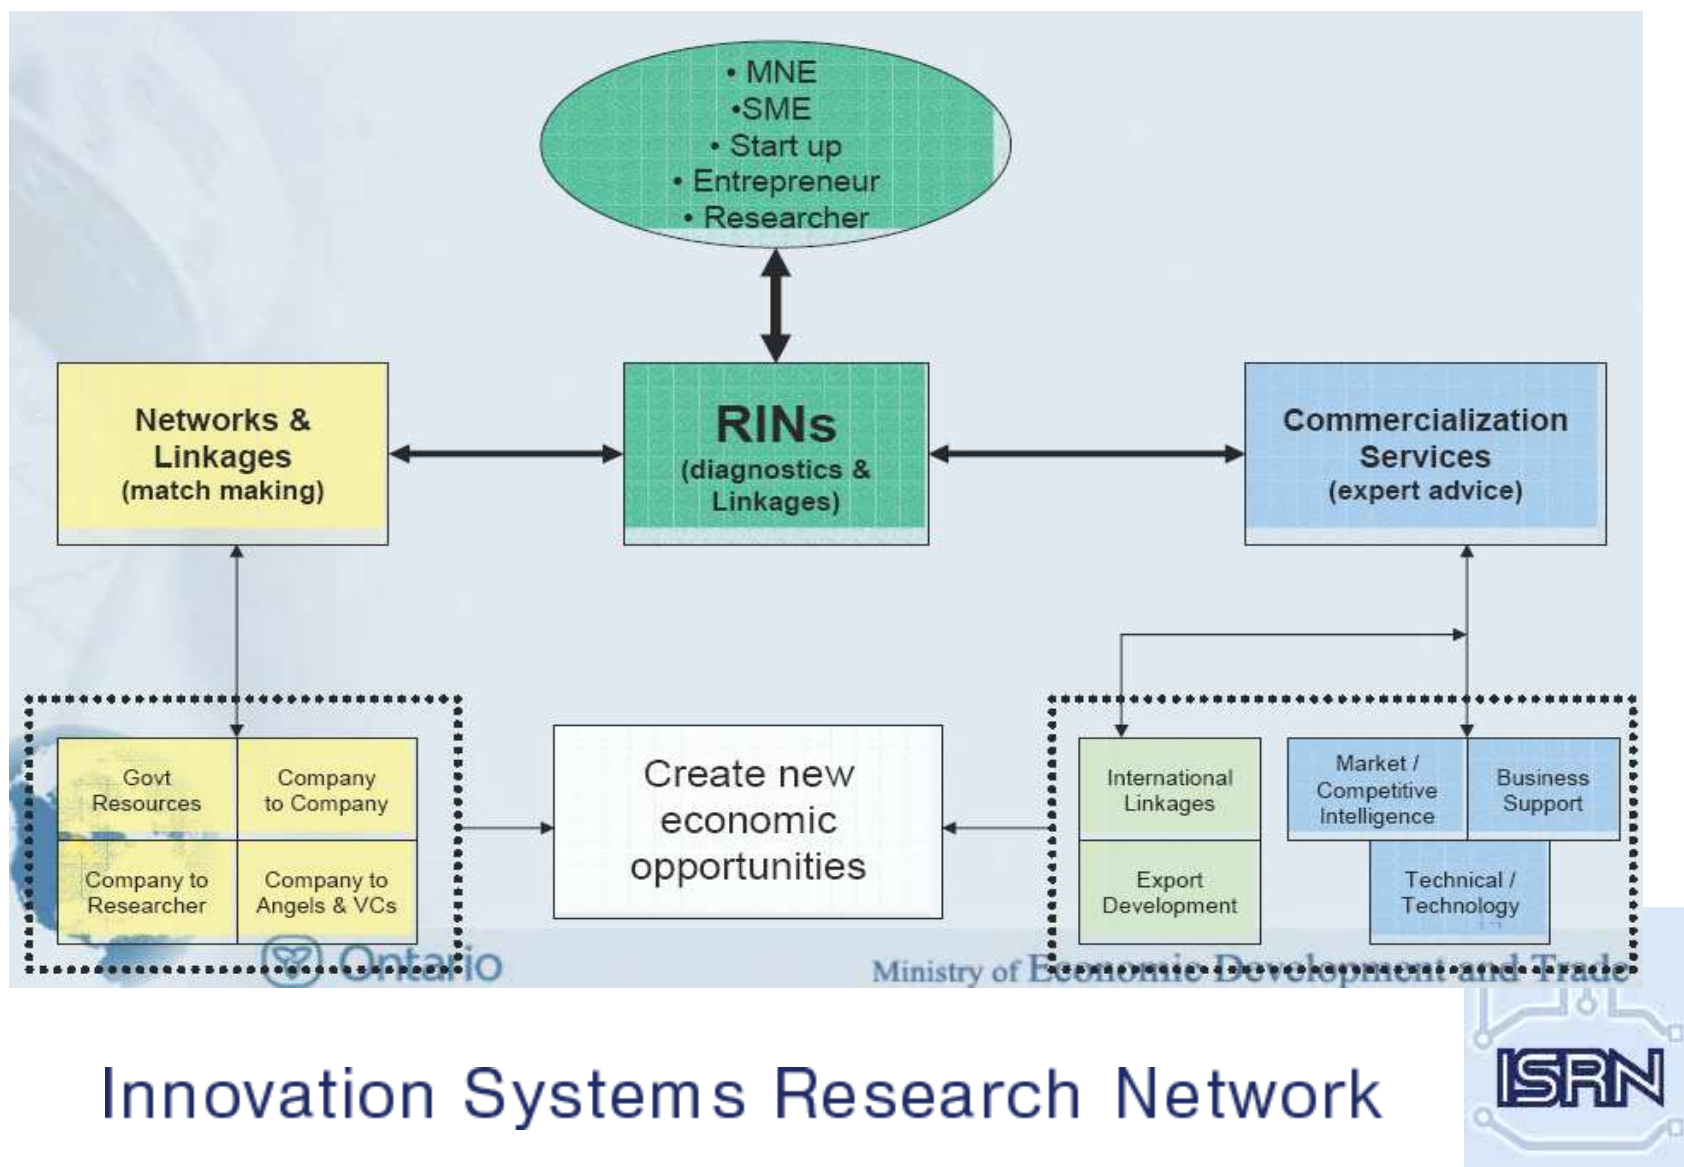 • MNE
•SME
• Start up
• Entrepreneur
• Researcher
Networks &
Linkages
(match making)
RINs
(diagnostics &
Linkages)
Commercialization
Services
(expert advice)
Govt
Resources
Company
to Company
Company to
Researcher
Company to
Angels & VCs
Create new
economic
opportunities
International
Linkages
Export
Development
Market /
Competitive
Intelligence
Business
Support
Technical /
Technology
Ontario
Ministry of Economic Development and Trade
Innovation Systems Research Network
ISRN